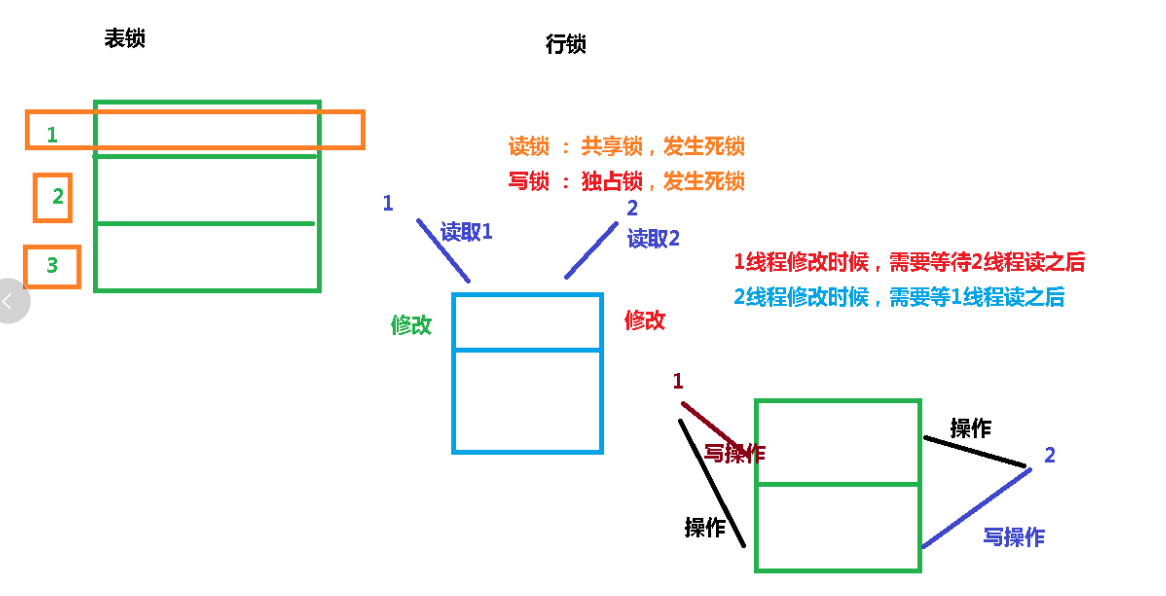 表锁
行锁
1
2
3
读锁 ： 共享锁，发生死锁
写锁 ： 独占锁，发生死锁
1
读取1
2
读取2
修改
修改
1线程修改时候，需要等待2线程读之后
2线程修改时候，需要等1线程读之后
1
写操作
操作
操作
2
写操作